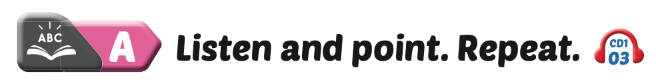 ABC A Listen and point. Repeat. CD1
03